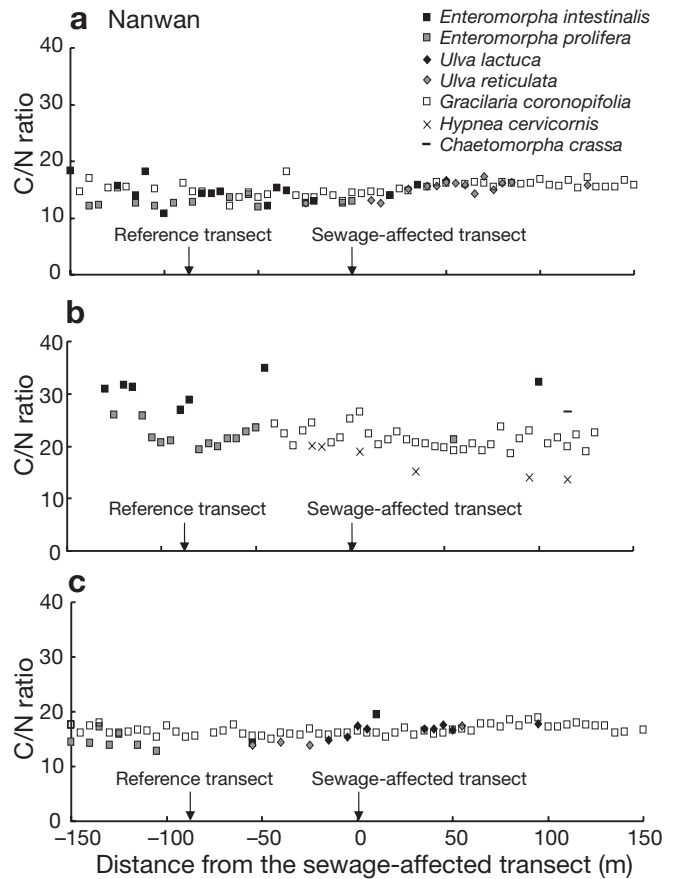 a Nanwan
Enteromorpha intestinalis
Enteromorpha prolifera
Ulva lactuca
Ulva reticulata
Gracilaria coronopifolia
Hypnea cervicornis
Chaetomorpha crassa
C/N ratio
40
30
20
10
0
Reference transect
Sewage-affected transect
b
C/N ratio
40
30
20
10
0
Reference transect
Sewage-affected transect
c
C/N ratio
40
30
20
10
0
Reference transect
Sewage-affected transect
−150 −100 −50 0 50 100 150
Distance from the sewage-affected transect (m)